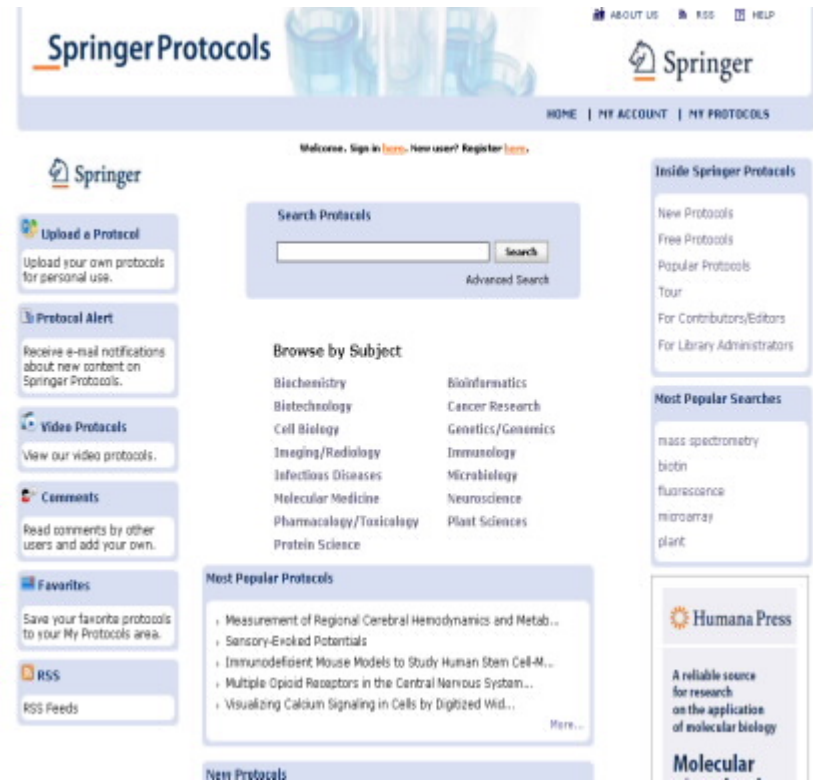 ABOUT US RSS HELP
SpringerProtocols
Springer
HOME | MY ACCOUNT | MY PROTOCOLS
Welcome. Sign in here. New user? Register here.
Springer
Upload a Protocol
Upload your own protocols
for personal use.
Protocol Alert
Receive e-mail notifications
about new content on
Springer Protocols.
Video Protocols
View our video protocols.
Comments
Read comments by other
users and add your own.
Favorites
Save your favorite protocols
to your My Protocols area.
RSS
RSS Feeds
Search Protocols
Search
Advanced Search
Browse by Subject
Biochemistry
Biotechnology
Cell Biology
Imaging/Radiology
Infectious Diseases
Molecular Medicine
Pharmacology/Toxicology
Protein Science
Bioinformatics
Cancer Research
Genetics/Genomics
Immunology
Microbiology
Neuroscience
Plant Sciences
Most Popular Protocols
Measurement of Regional Cerebral Hemodynamics and Metab...
Sensory-Evoked Potentials
Immunodeficient Mouse Models to Study Human Stem Cell-M...
Multiple Opioid Receptors in the Central Nervous System...
Visualizing Calcium Signaling in Cells by Digitized Wid...
More...
New Protocols
Inside Springer Protocols
New Protocols
Free Protocols
Popular Protocols
Tour
For Contributors/Editors
For Library Administrators
Most Popular Searches
mass spectrometry
biotin
fluorescence
microarray
plant
Humana Press
A reliable source
for research
on the application
of molecular biology
Molecular